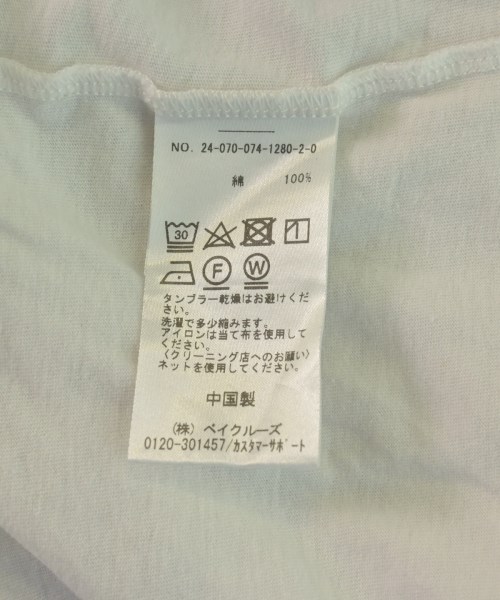 NO. 24-070-074-1280-2-0
綿 100%
30
F W
タンブラー乾燥はお避けくだ
さい。
洗濯で多少縮みます。
アイロンは当て布を使用して
ください。
〈クリーニング店へのお願い〉
ネットを使用してください。
中国製
(株) ベイクルーズ
0120-301457/カスタマーサポート